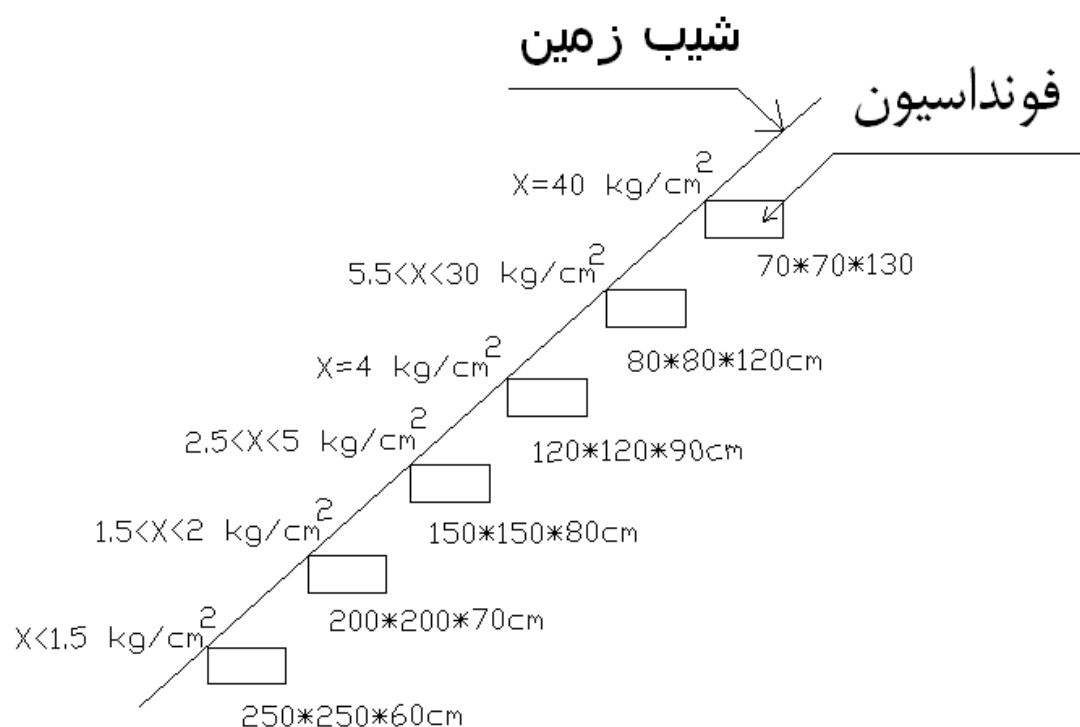 شیب زمین
فونداسیون
X=40 kg/cm²
70*70*130
5.5<X<30 kg/cm²
80*80*120cm
X=4 kg/cm²
120*120*90cm
2.5<X<5 kg/cm²
150*150*80cm
1.5<X<2 kg/cm²
200*200*70cm
X<1.5 kg/cm²
250*250*60cm